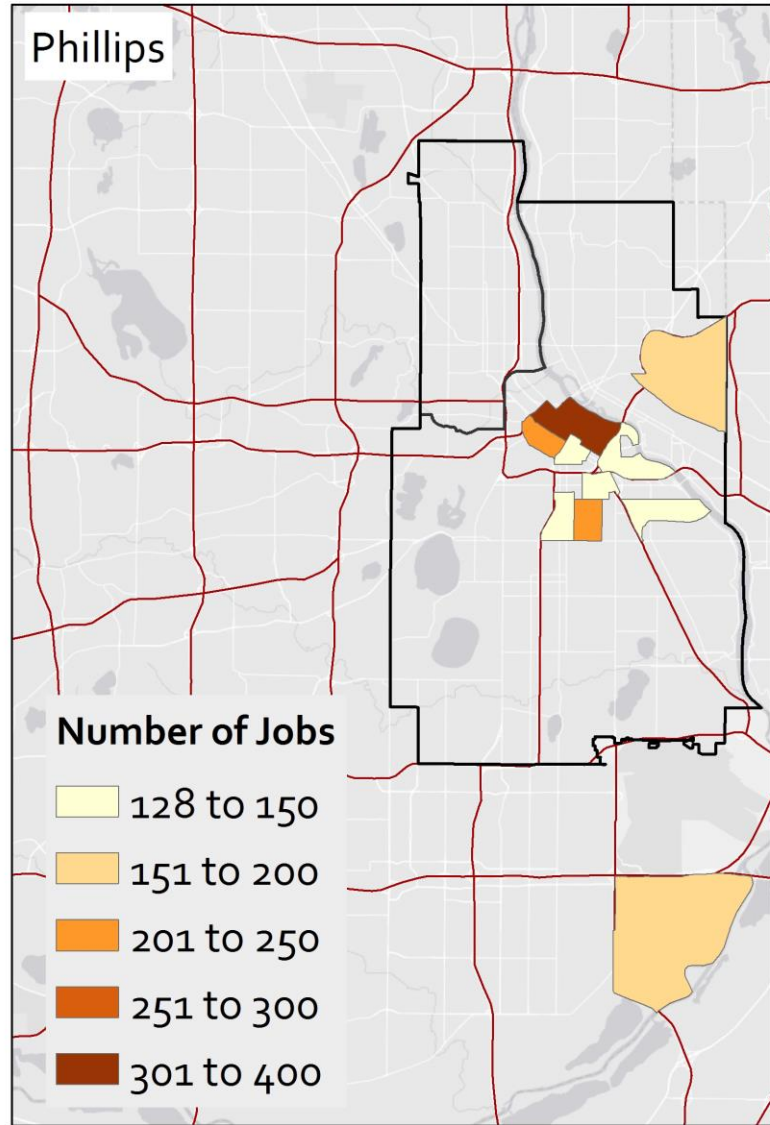 Phillips
Number of Jobs
128 to 150
151 to 200
201 to 250
251 to 300
301 to 400